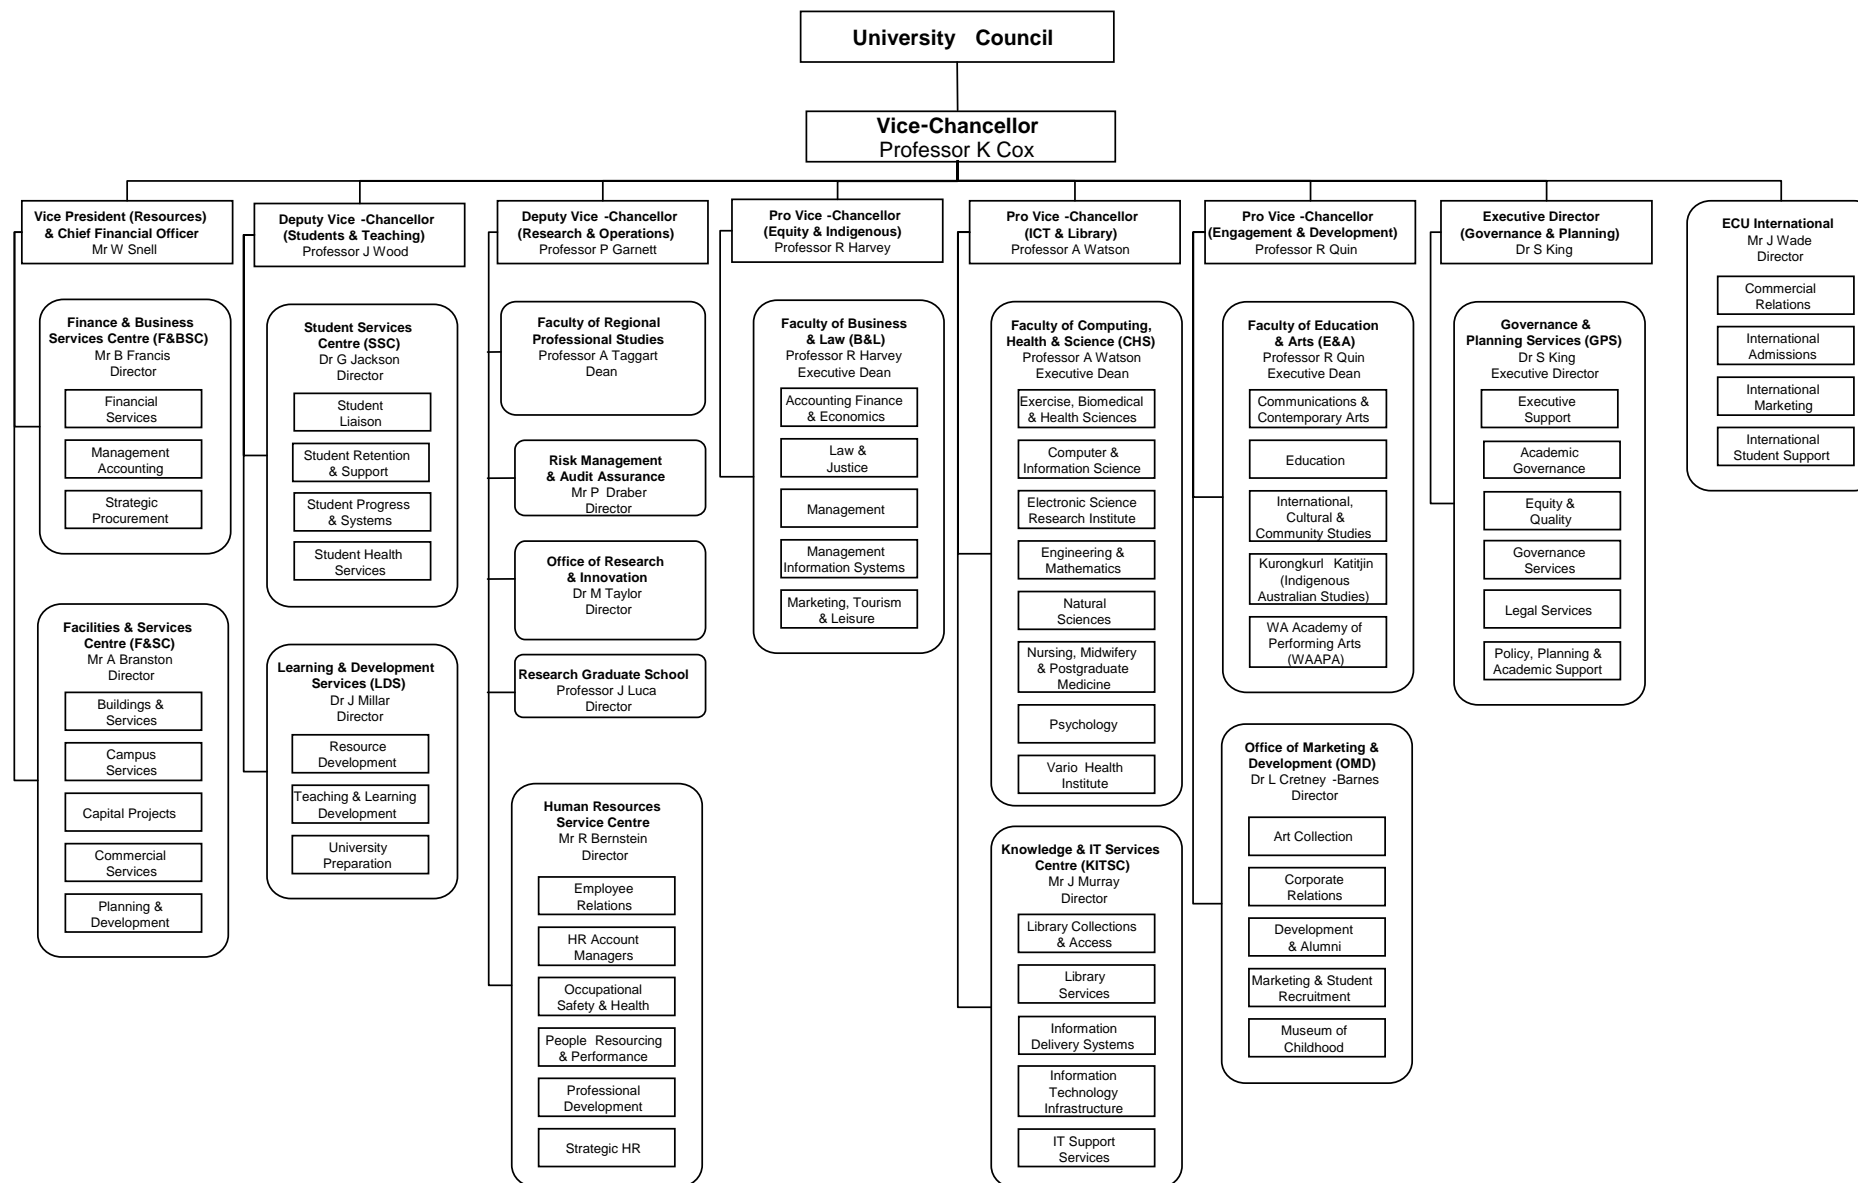 University Council
Vice-Chancellor
Professor K Cox
Vice President (Resources)
& Chief Financial Officer
Mr W Snell
Finance & Business
Services Centre (F&BSC)
Mr B Francis
Director
Financial
Services
Management
Accounting
Strategic
Procurement
Facilities & Services
Centre (F&SC)
Mr A Branston
Director
Buildings &
Services
Campus
Services
Capital Projects
Commercial
Services
Planning &
Development
Deputy Vice -Chancellor
(Students & Teaching)
Professor J Wood
Student Services
Centre (SSC)
Dr G Jackson
Director
Student
Liaison
Student Retention
& Support
Student Progress
& Systems
Student Health
Services
Learning & Development
Services (LDS)
Dr J Millar
Director
Resource
Development
Teaching & Learning
Development
University
Preparation
Deputy Vice -Chancellor
(Research & Operations)
Professor P Garnett
Faculty of Regional
Professional Studies
Professor A Taggart
Dean
Risk Management
& Audit Assurance
Mr P Draber
Director
Office of Research
& Innovation
Dr M Taylor
Director
Research Graduate School
Professor J Luca
Director
Human Resources
Service Centre
Mr R Bernstein
Director
Employee
Relations
HR Account
Managers
Occupational
Safety & Health
People Resourcing
& Performance
Professional
Development
Strategic HR
Pro Vice -Chancellor
(Equity & Indigenous)
Professor R Harvey
Faculty of Business
& Law (B&L)
Professor R Harvey
Executive Dean
Accounting Finance
& Economics
Law &
Justice
Management
Management
Information Systems
Marketing, Tourism
& Leisure
Pro Vice -Chancellor
(ICT & Library)
Professor A Watson
Faculty of Computing,
Health & Science (CHS)
Professor A Watson
Executive Dean
Exercise, Biomedical
& Health Sciences
Computer &
Information Science
Electronic Science
Research Institute
Engineering &
Mathematics
Natural
Sciences
Nursing, Midwifery
& Postgraduate
Medicine
Psychology
Vario Health
Institute
Knowledge & IT Services
Centre (KITSC)
Mr J Murray
Director
Library Collections
& Access
Library
Services
Information
Delivery Systems
Information
Technology
Infrastructure
IT Support
Services
Pro Vice -Chancellor
(Engagement & Development)
Professor R Quin
Faculty of Education
& Arts (E&A)
Professor R Quin
Executive Dean
Communications &
Contemporary Arts
Education
International,
Cultural &
Community Studies
Kurongkurl Katitjin
(Indigenous
Australian Studies)
WA Academy of
Performing Arts
(WAAPA)
Office of Marketing &
Development (OMD)
Dr L Cretney -Barnes
Director
Art Collection
Corporate
Relations
Development
& Alumni
Marketing & Student
Recruitment
Museum of
Childhood
Executive Director
(Governance & Planning)
Dr S King
Governance &
Planning Services (GPS)
Dr S King
Executive Director
Executive
Support
Academic
Governance
Equity &
Quality
Governance
Services
Legal Services
Policy, Planning &
Academic Support
ECU International
Mr J Wade
Director
Commercial
Relations
International
Admissions
International
Marketing
International
Student Support